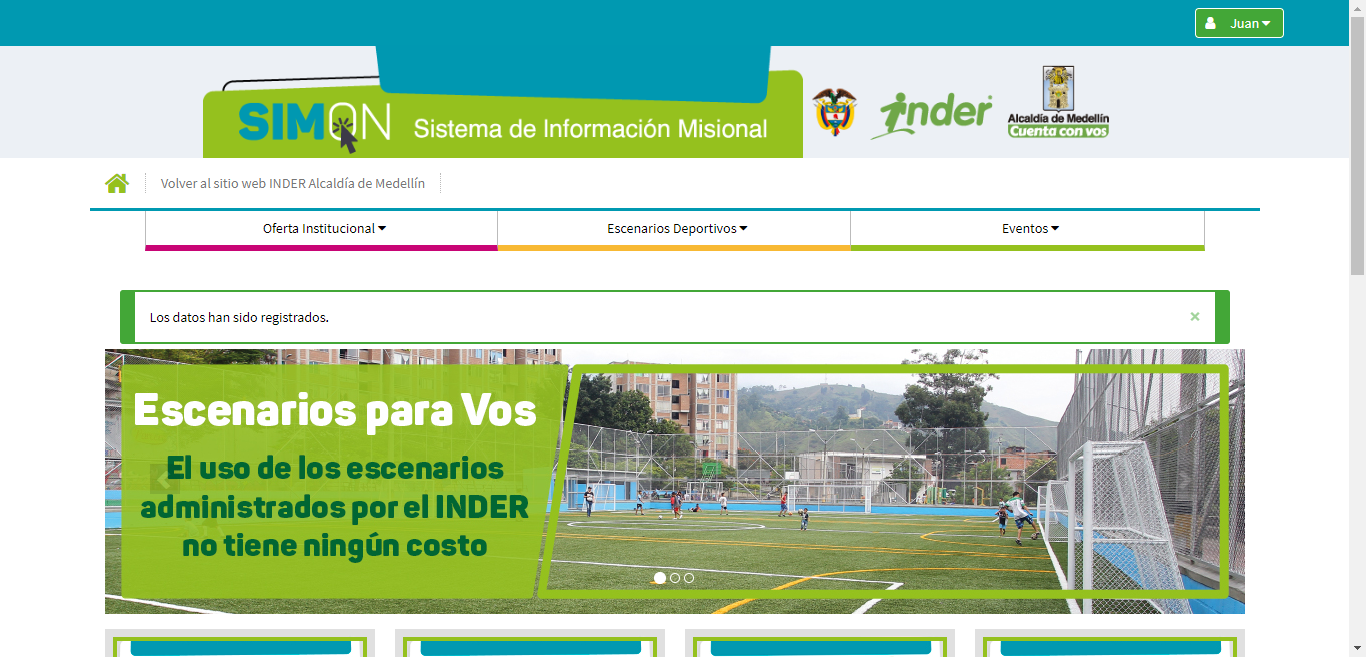 Juan
SIMON Sistema de Información Misional
inder
Alcaldía de Medellín
Cuenta con vos
Volver al sitio web INDER Alcaldía de Medellín
Oferta Institucional
Escenarios Deportivos
Eventos
Los datos han sido registrados.
×
Escenarios para Vos
El uso de los escenarios
administrados por el INDER
no tiene ningún costo